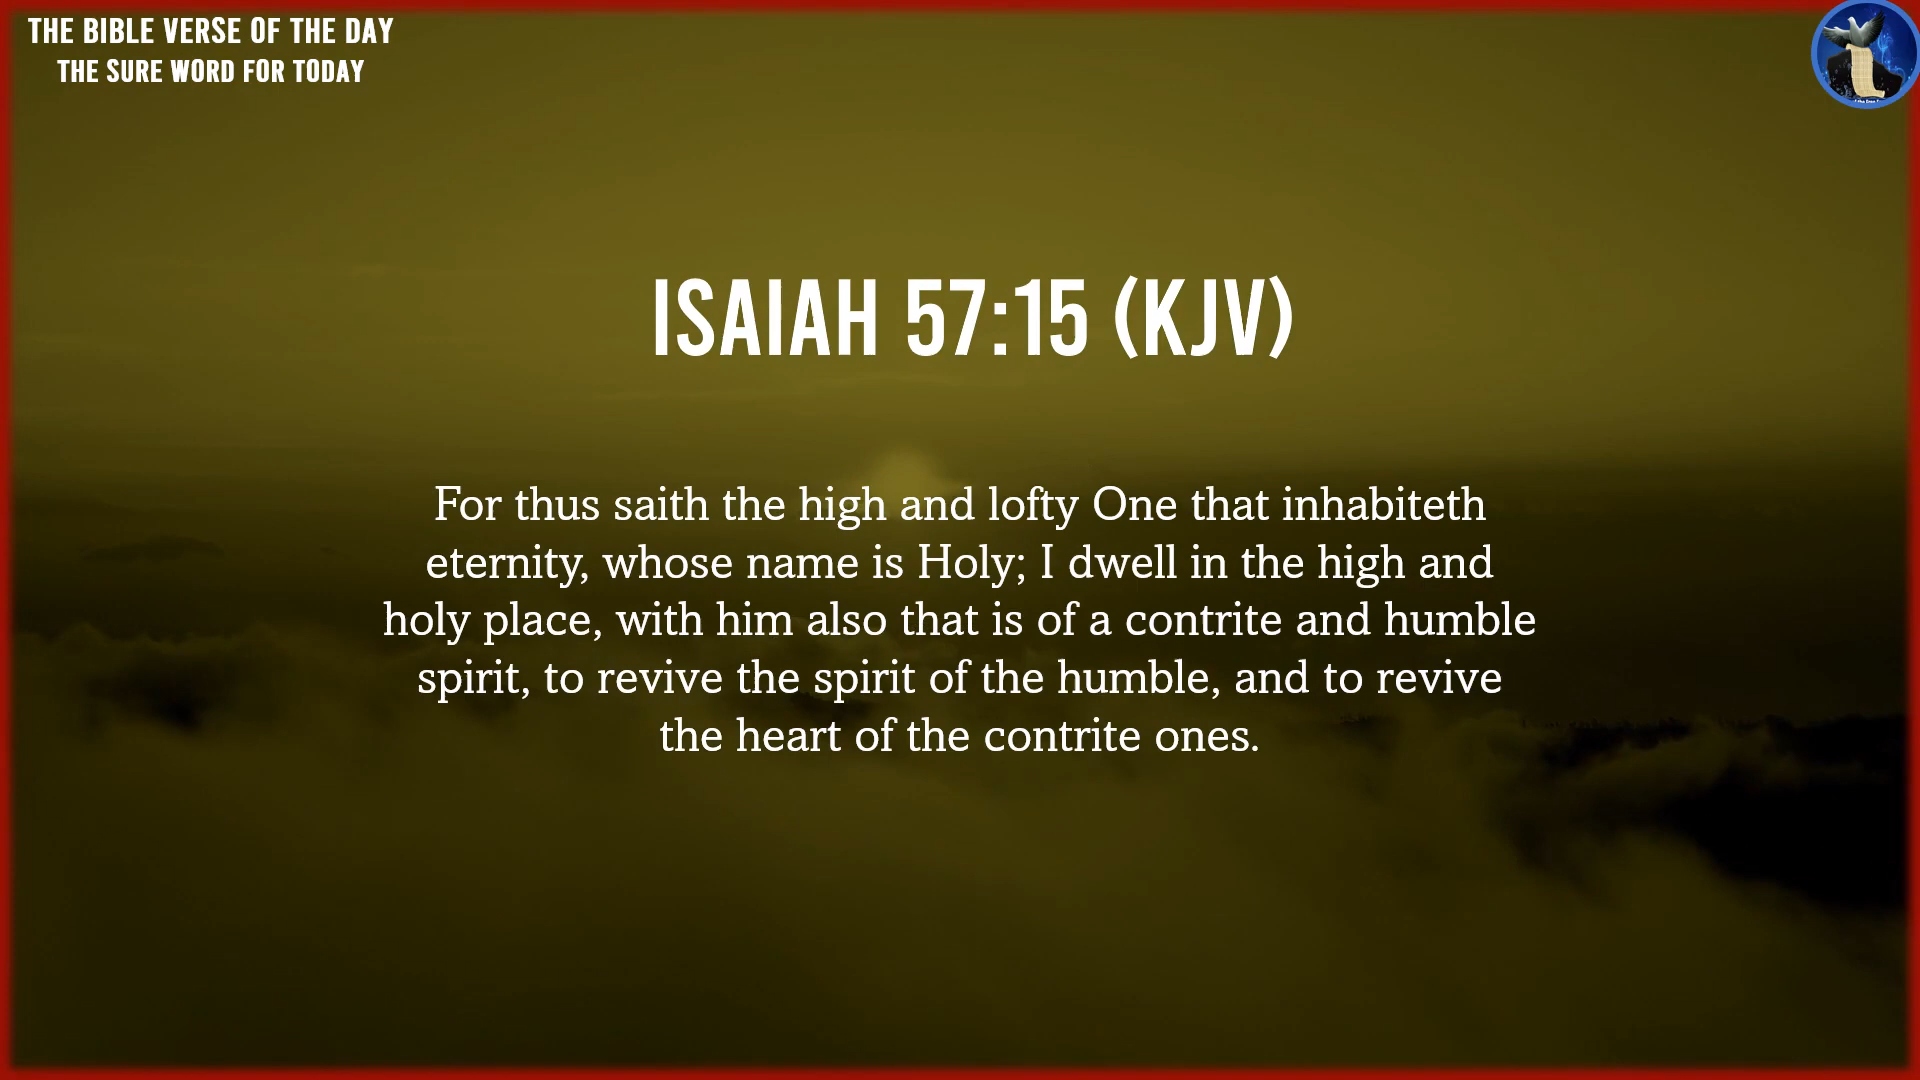 THE BIBLE VERSE OF THE DAY
THE SURE WORD FOR TODAY
ISAIAH 57:15 (KJV)
For thus saith the high and lofty One that inhabiteth
eternity, whose name is Holy; I dwell in the high and
holy place, with him also that is of a contrite and humble
spirit, to revive the spirit of the humble, and to revive
the heart of the contrite ones.